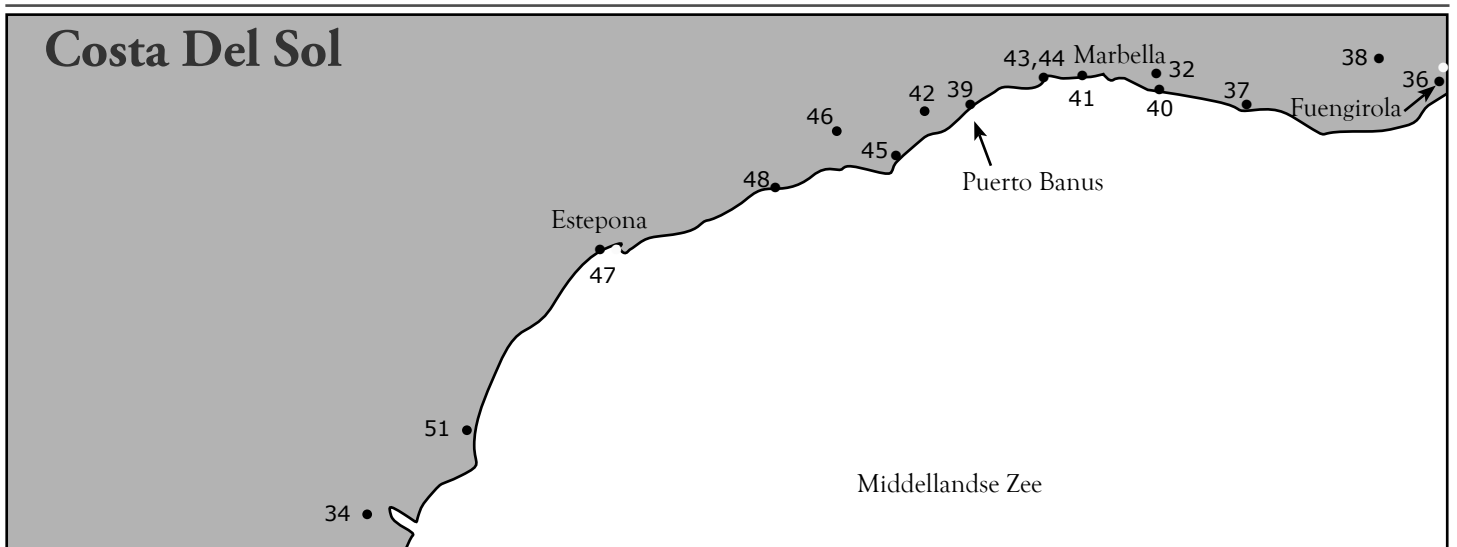 Costa Del Sol
43,44
Marbella
32
38
36
46
42
39
41
40
37
Fuengirola
45
48
Puerto Banus
Estepona
47
51
Middellandse Zee
34